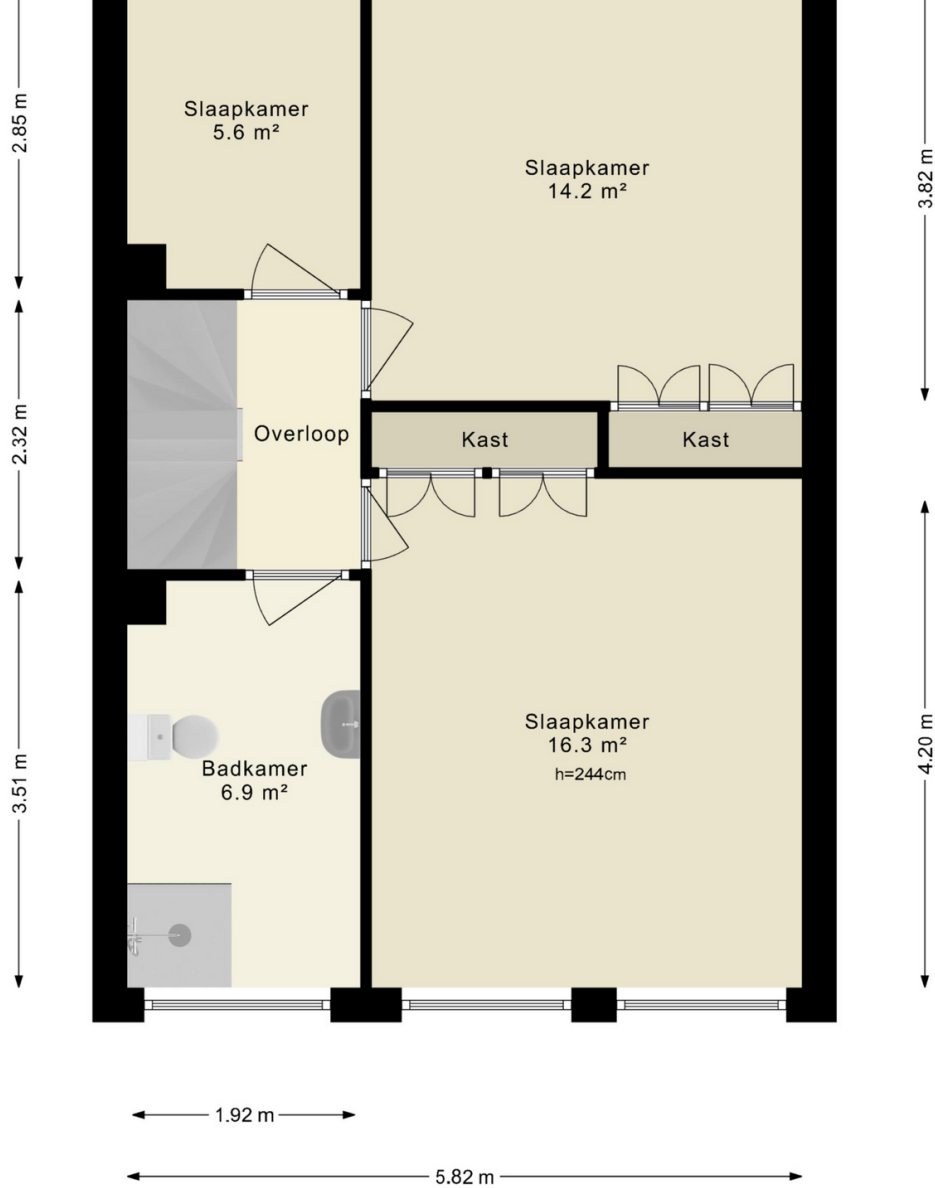 2.85 m
Slaapkamer
5.6 m²
Slaapkamer
14.2 m²
3.82 m
2.32 m
Overloop
Kast
Kast
3.51 m
Badkamer
6.9 m²
Slaapkamer
16.3 m²
h=244cm
4.20 m
1.92 m
5.82 m